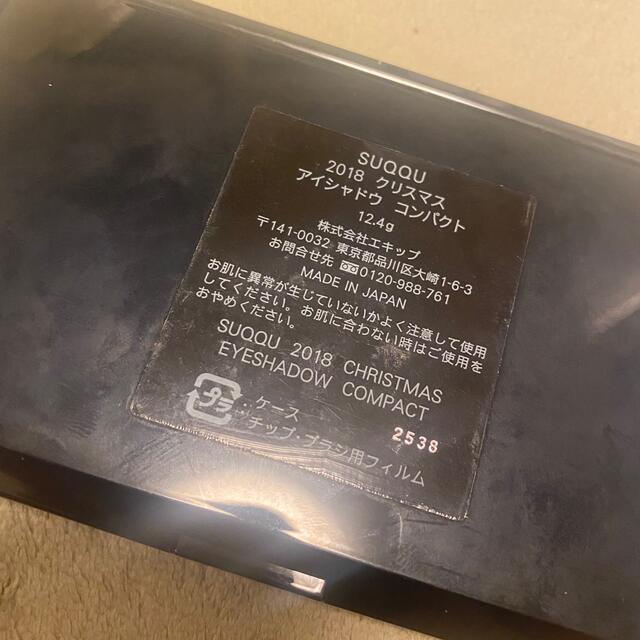 SUQQU
2018 クリスマス
アイシャドウ コンパクト
12.4g
株式会社エキップ
〒141-0032 東京都品川区大崎1-6-3
お問合せ先 0120-988-761
MADE IN JAPAN
お肌に異常が生じていないかよく注意して使用
してください。お肌に合わない時はご使用を
おやめください。
SUQQU 2018 CHRISTMAS
EYESHADOW COMPACT
プラ : ケース
チップ・ブラシ用フィルム
2538